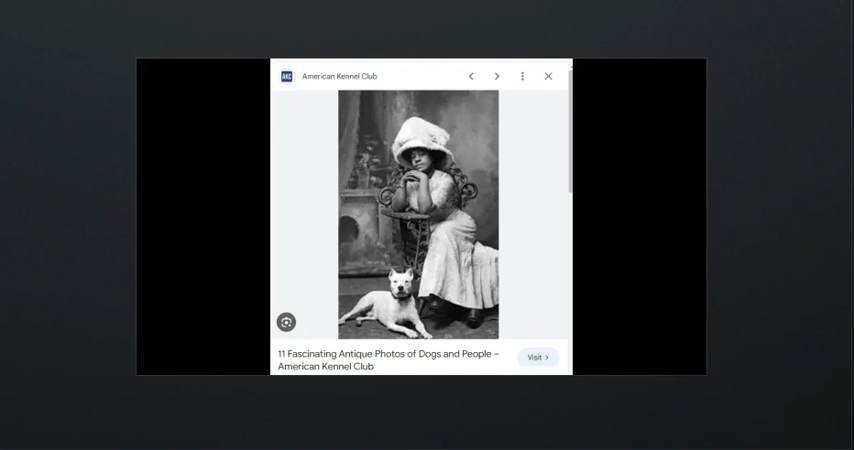 AKC American Kennel Club
11 Fascinating Antique Photos of Dogs and People –
American Kennel Club
Visit